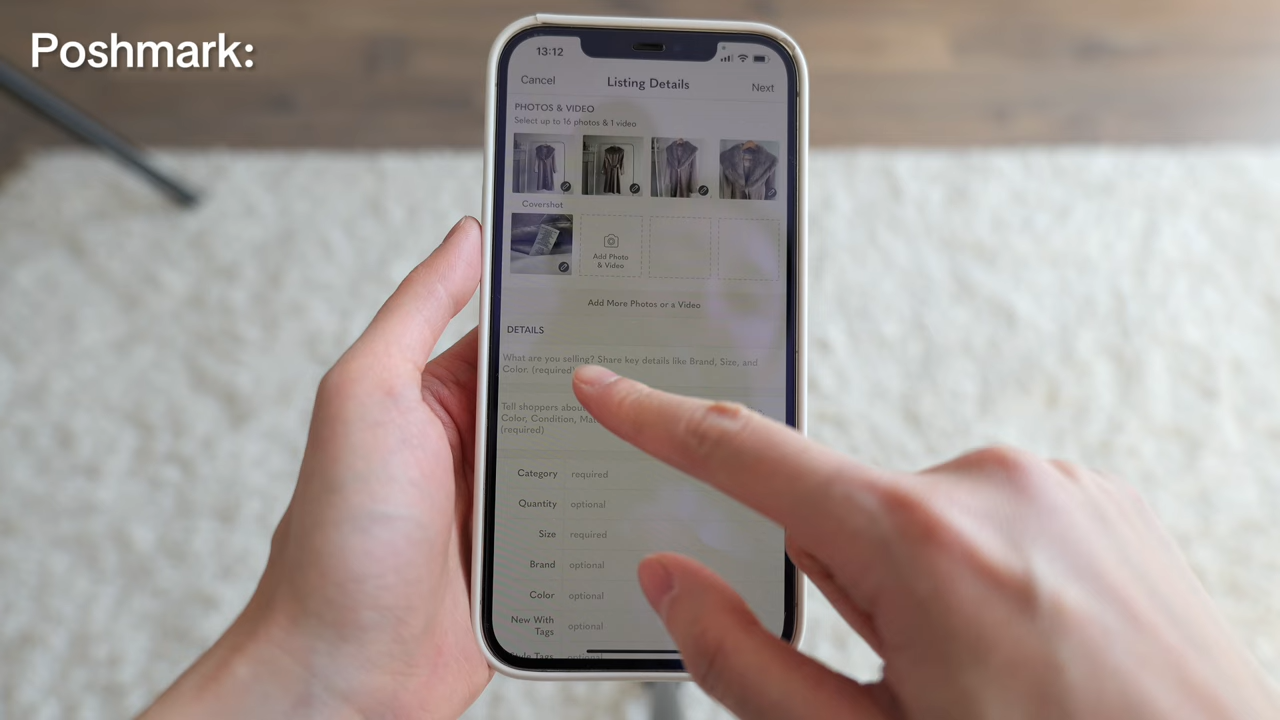 Poshmark:
13:12
Cancel
Listing Details
Next
PHOTOS & VIDEO
Select up to 16 photos & 1 video
Covershot
Add Photo
& Video
Add More Photos or a Video
DETAILS
What are you selling? Share key details like Brand, Size, and
Color. (required)
Tell shoppers about
Color, Condition,
(required)
Category required
Quantity optional
Size required
Brand optional
Color optional
New With
Tags optional
Style Tags optional